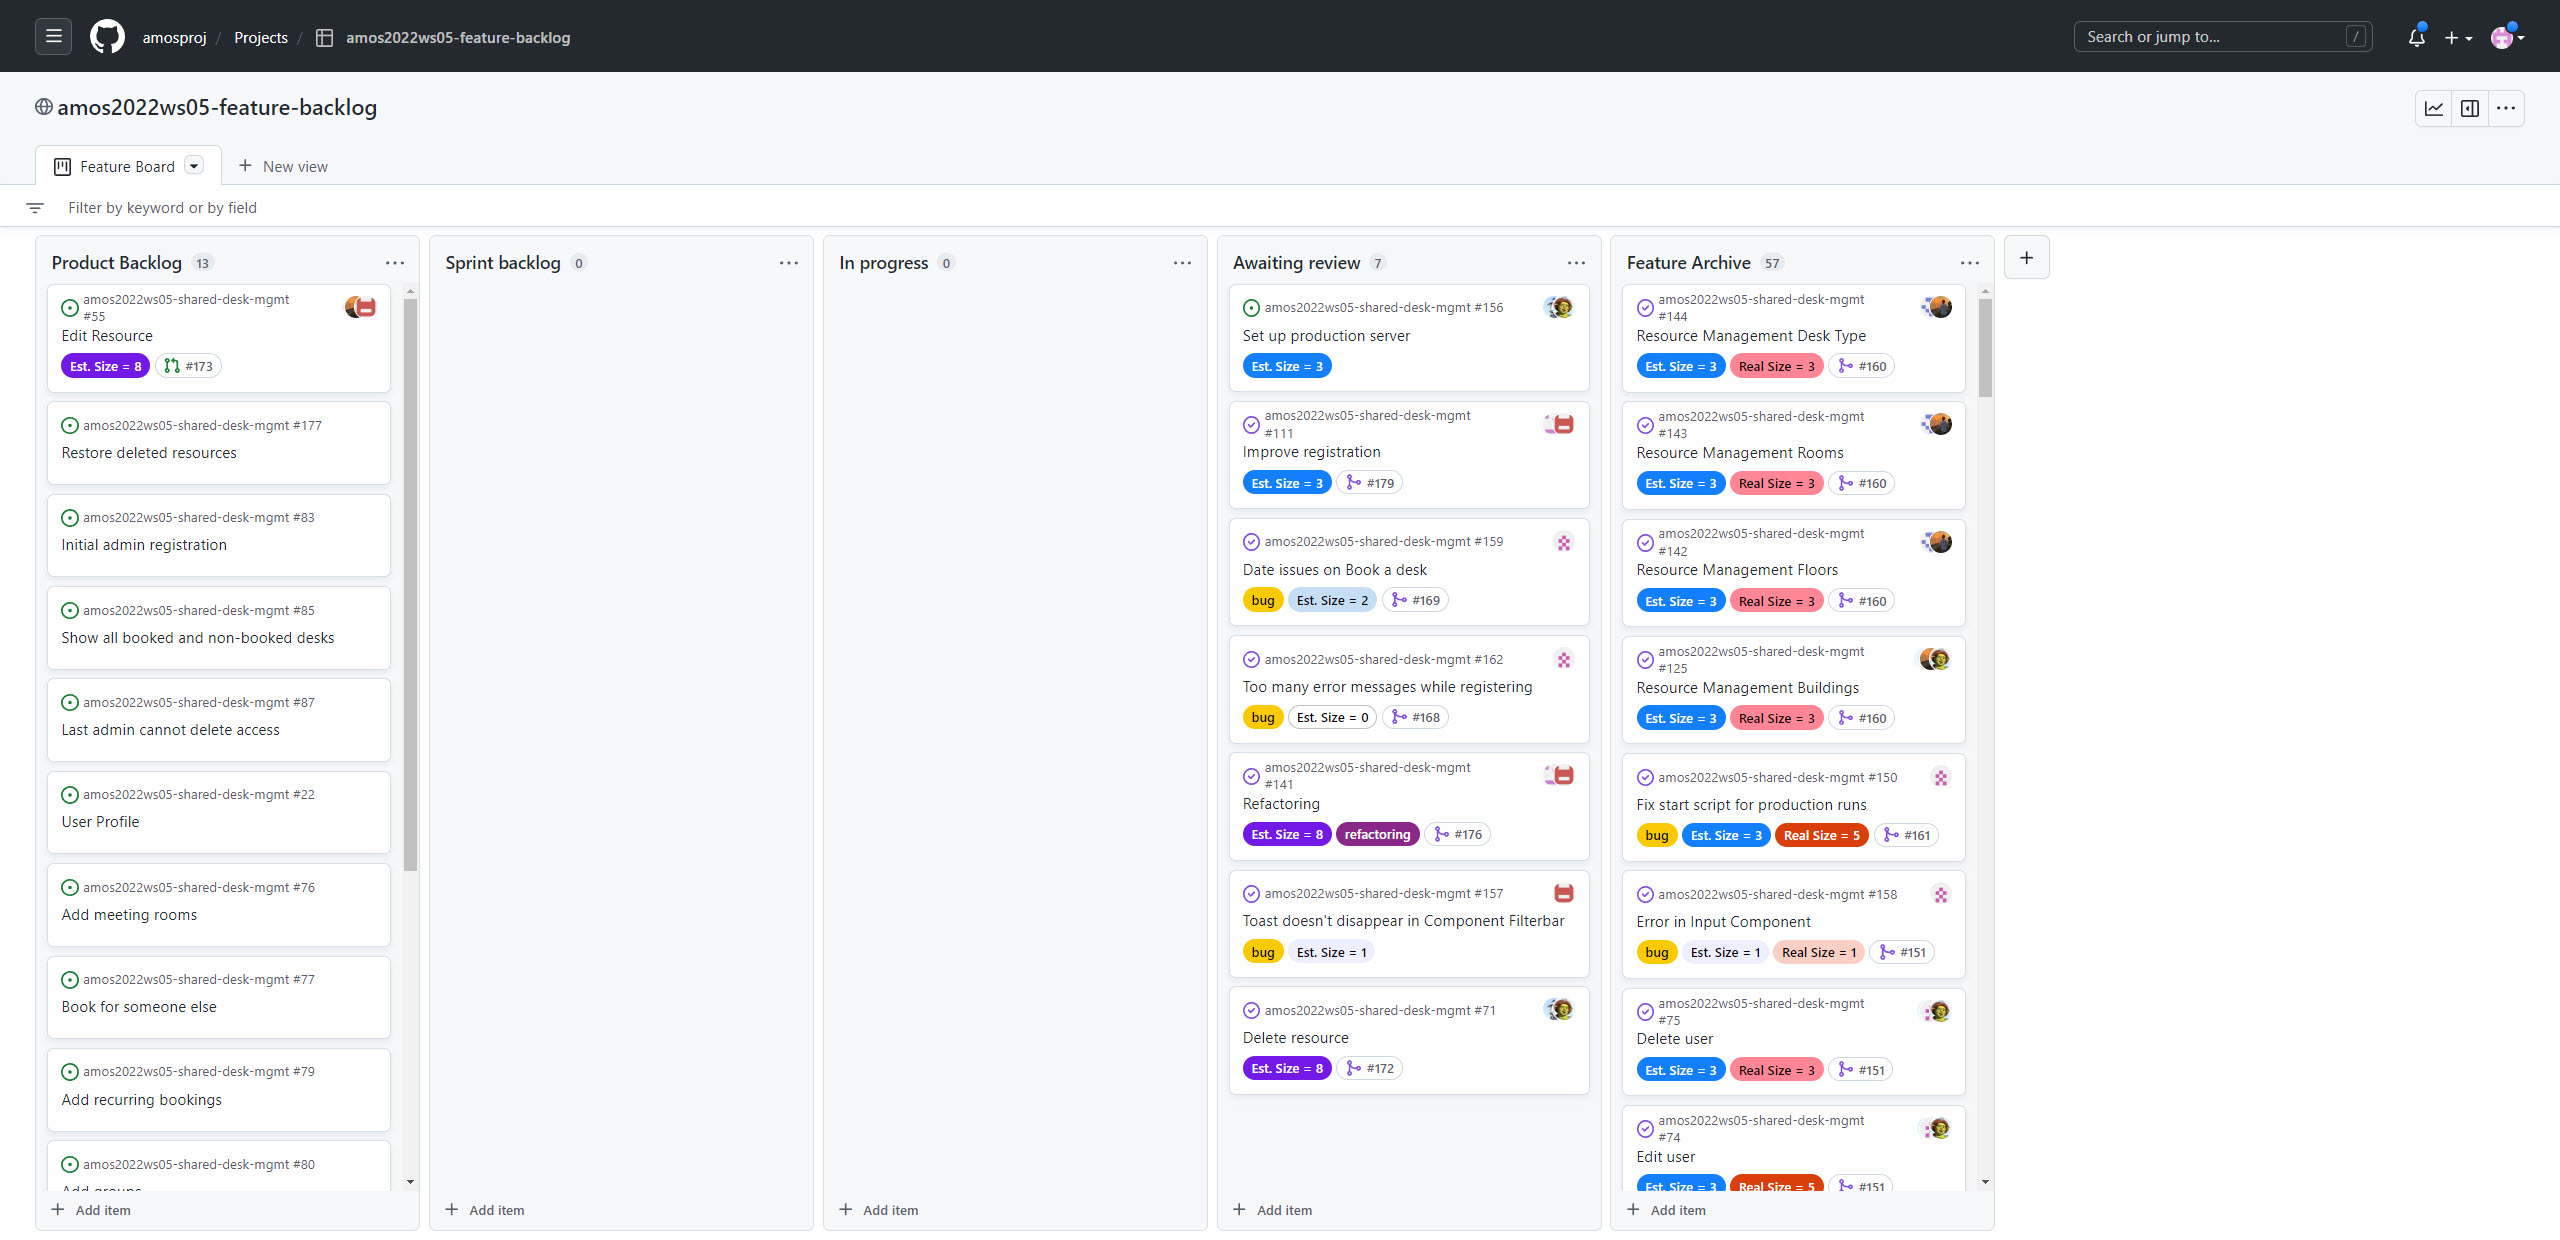 amosproj / Projects / amos2022ws05-feature-backlog
Search or jump to... /
amos2022ws05-feature-backlog
Feature Board
New view
Filter by keyword or by field
Product Backlog 13
amos2022ws05-shared-desk-mgmt
#55
Edit Resource
Est. Size = 8 #173
amos2022ws05-shared-desk-mgmt #177
Restore deleted resources
amos2022ws05-shared-desk-mgmt #83
Initial admin registration
amos2022ws05-shared-desk-mgmt #85
Show all booked and non-booked desks
amos2022ws05-shared-desk-mgmt #87
Last admin cannot delete access
amos2022ws05-shared-desk-mgmt #22
User Profile
amos2022ws05-shared-desk-mgmt #76
Add meeting rooms
amos2022ws05-shared-desk-mgmt #77
Book for someone else
amos2022ws05-shared-desk-mgmt #79
Add recurring bookings
amos2022ws05-shared-desk-mgmt #80
Add groups
Add item
Sprint backlog 0
Add item
In progress 0
Add item
Awaiting review 7
amos2022ws05-shared-desk-mgmt #156
Set up production server
Est. Size = 3
amos2022ws05-shared-desk-mgmt
#111
Improve registration
Est. Size = 3 #179
amos2022ws05-shared-desk-mgmt #159
Date issues on Book a desk
bug Est. Size = 2 #169
amos2022ws05-shared-desk-mgmt #162
Too many error messages while registering
bug Est. Size = 0 #168
amos2022ws05-shared-desk-mgmt
#141
Refactoring
Est. Size = 8 refactoring #176
amos2022ws05-shared-desk-mgmt #157
Toast doesn't disappear in Component Filterbar
bug Est. Size = 1
amos2022ws05-shared-desk-mgmt #71
Delete resource
Est. Size = 8 #172
Add item
Feature Archive 57
amos2022ws05-shared-desk-mgmt
#144
Resource Management Desk Type
Est. Size = 3 Real Size = 3 #160
amos2022ws05-shared-desk-mgmt
#143
Resource Management Rooms
Est. Size = 3 Real Size = 3 #160
amos2022ws05-shared-desk-mgmt
#142
Resource Management Floors
Est. Size = 3 Real Size = 3 #160
amos2022ws05-shared-desk-mgmt
#125
Resource Management Buildings
Est. Size = 3 Real Size = 3 #160
amos2022ws05-shared-desk-mgmt #150
Fix start script for production runs
bug Est. Size = 3 Real Size = 5 #161
amos2022ws05-shared-desk-mgmt #158
Error in Input Component
bug Est. Size = 1 Real Size = 1 #151
amos2022ws05-shared-desk-mgmt
#75
Delete user
Est. Size = 3 Real Size = 3 #151
amos2022ws05-shared-desk-mgmt
#74
Edit user
Est. Size = 3 Real Size = 5 #151
Add item